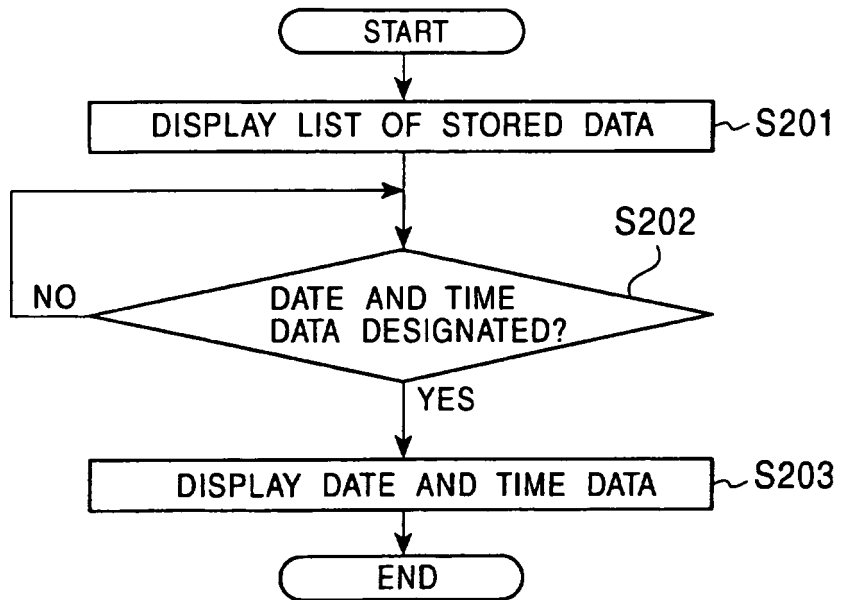 START
DISPLAY LIST OF STORED DATA
S201
S202
NO
DATE AND TIME
DATA DESIGNATED?
YES
DISPLAY DATE AND TIME DATA
S203
END